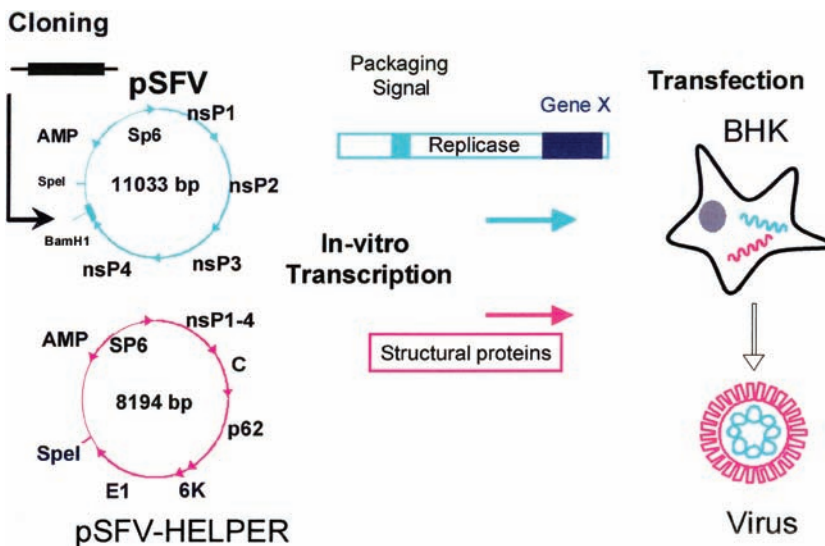 Cloning
pSFV
nsP1
AMP
Sp6
SpeI
11033 bp
nsP2
BamH1
nsP4
nsP3
nsP1-4
AMP
SP6
C
8194 bp
p62
SpeI
E1
6K
pSFV-HELPER
Packaging
Signal
Gene X
Replicase
In-vitro
Transcription
Structural proteins
Transfection
BHK
Virus